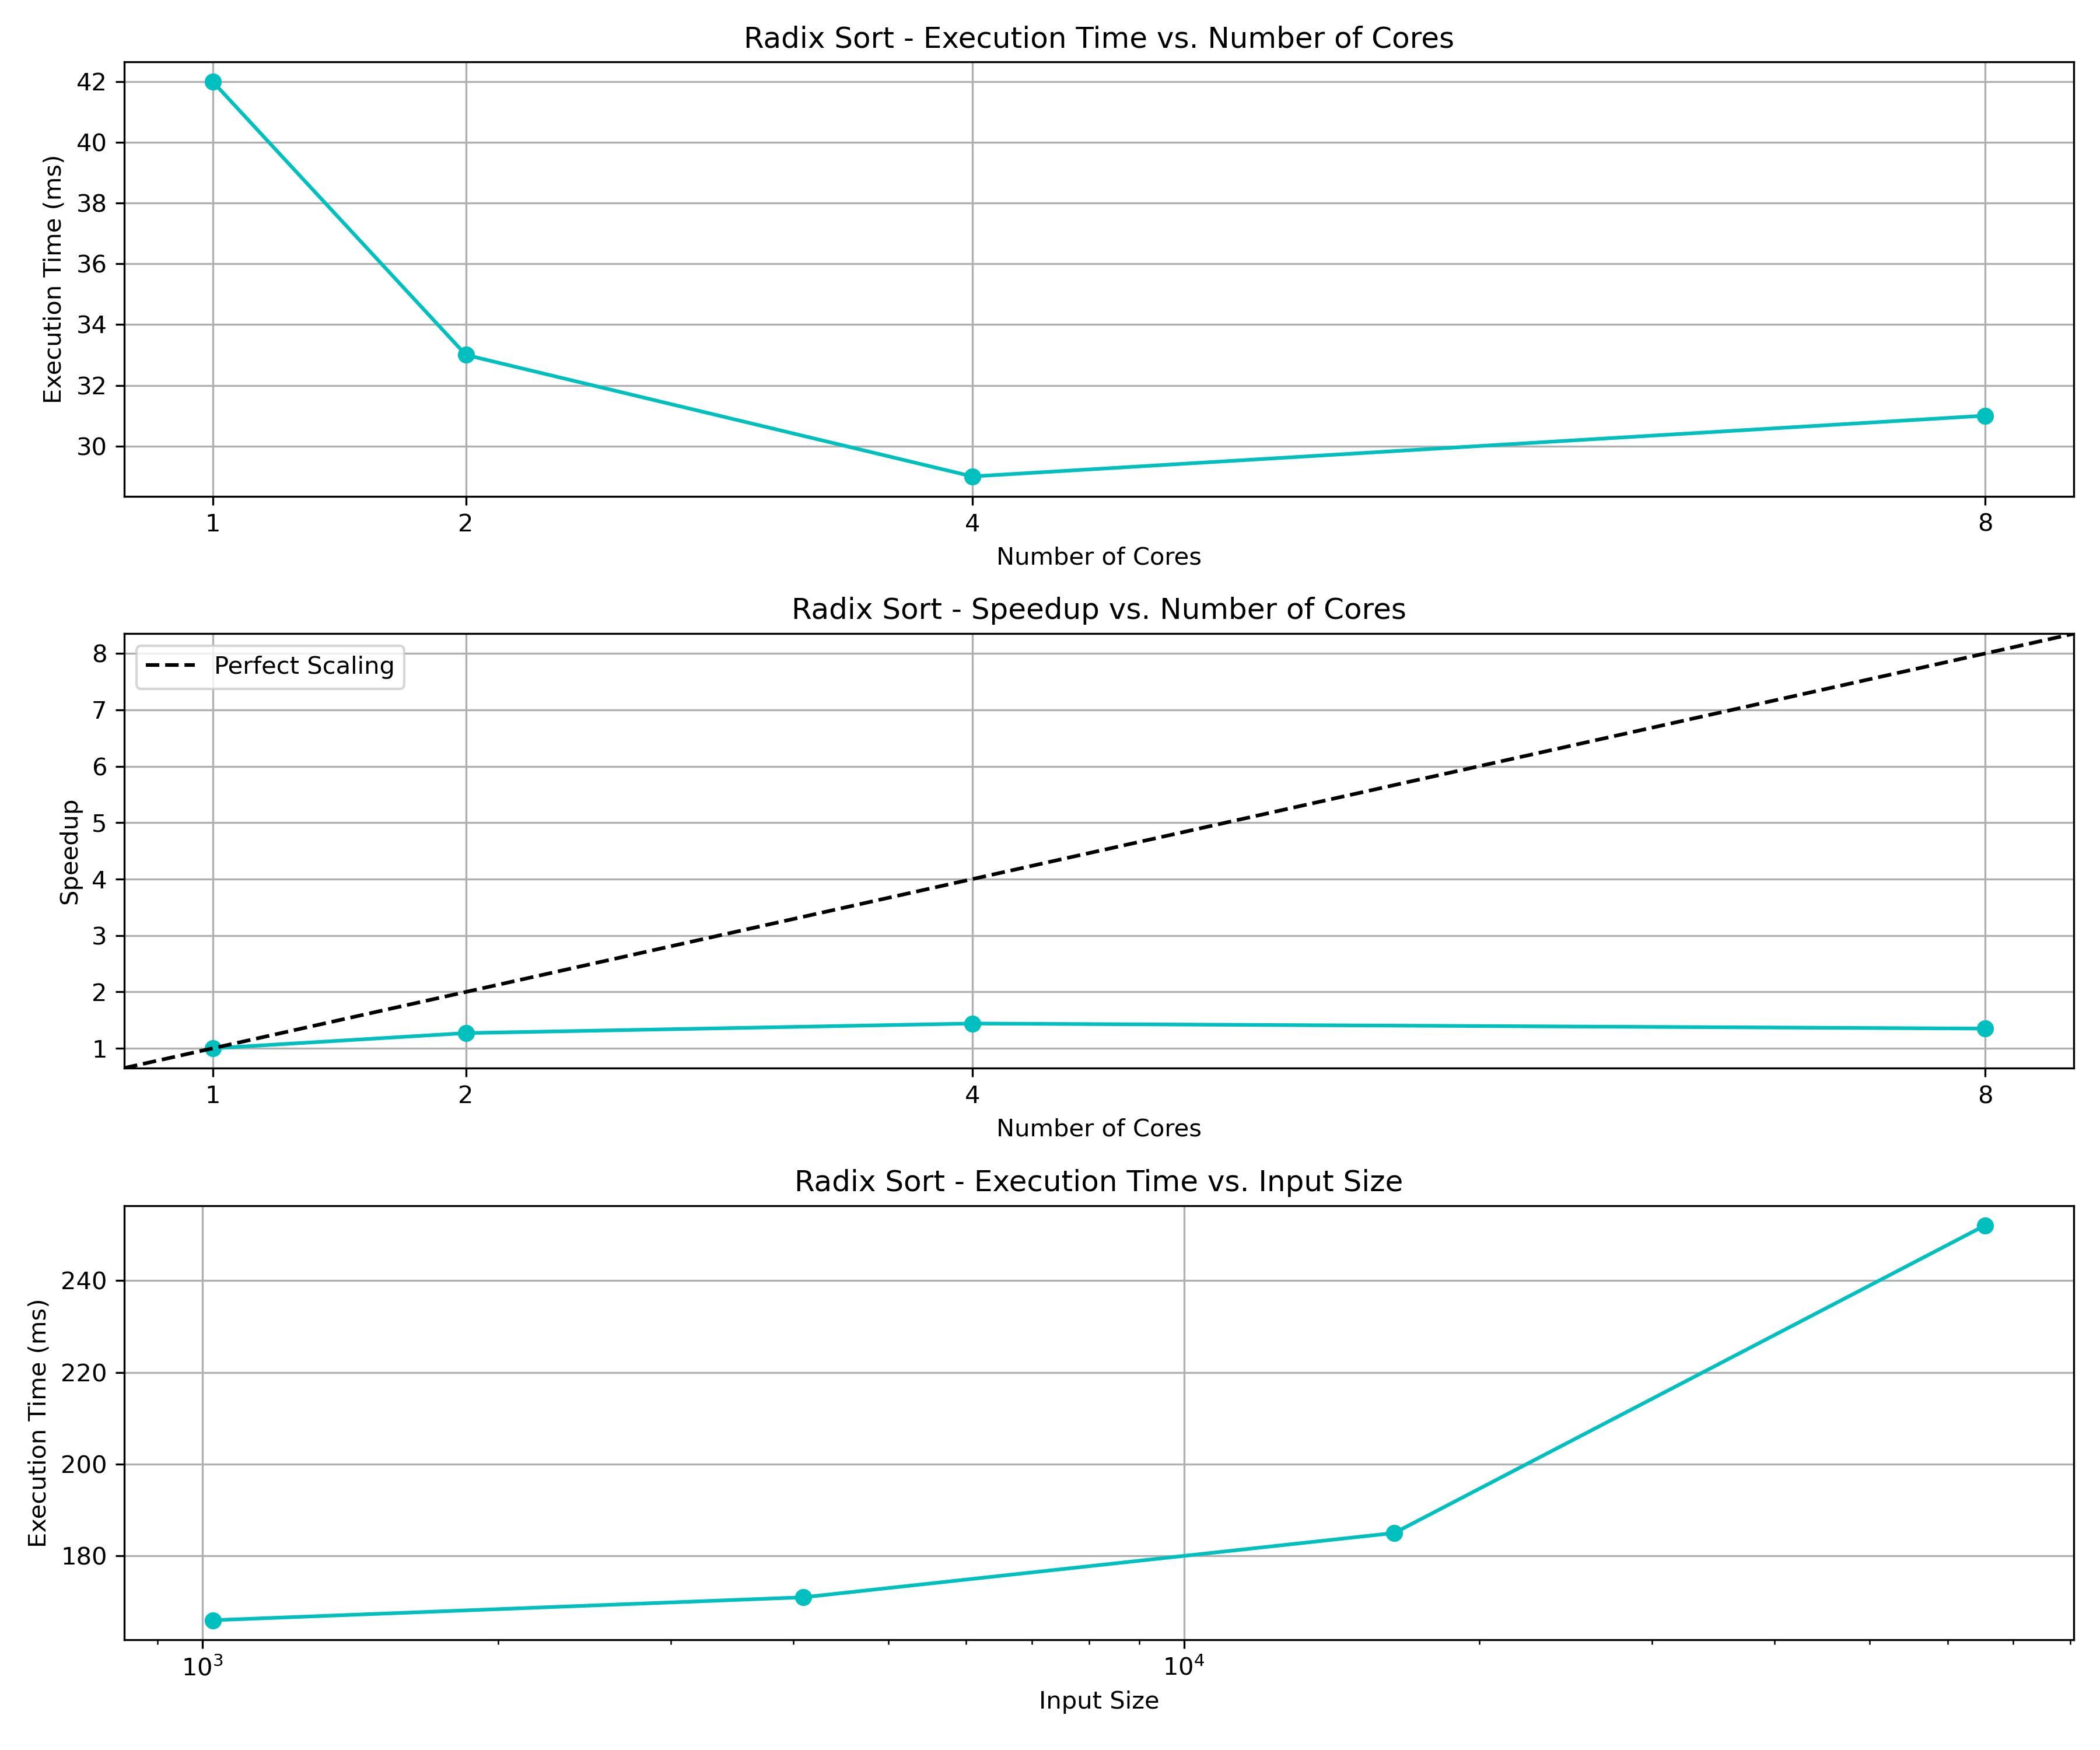 Radix Sort - Execution Time vs. Number of Cores
Execution Time (ms)
42
40
38
36
34
32
30
1 2 4 8
Number of Cores
Radix Sort - Speedup vs. Number of Cores
Perfect Scaling
Speedup
8
7
6
5
4
3
2
1
1 2 4 8
Number of Cores
Radix Sort - Execution Time vs. Input Size
Execution Time (ms)
240
220
200
180
10³ 10⁴
Input Size